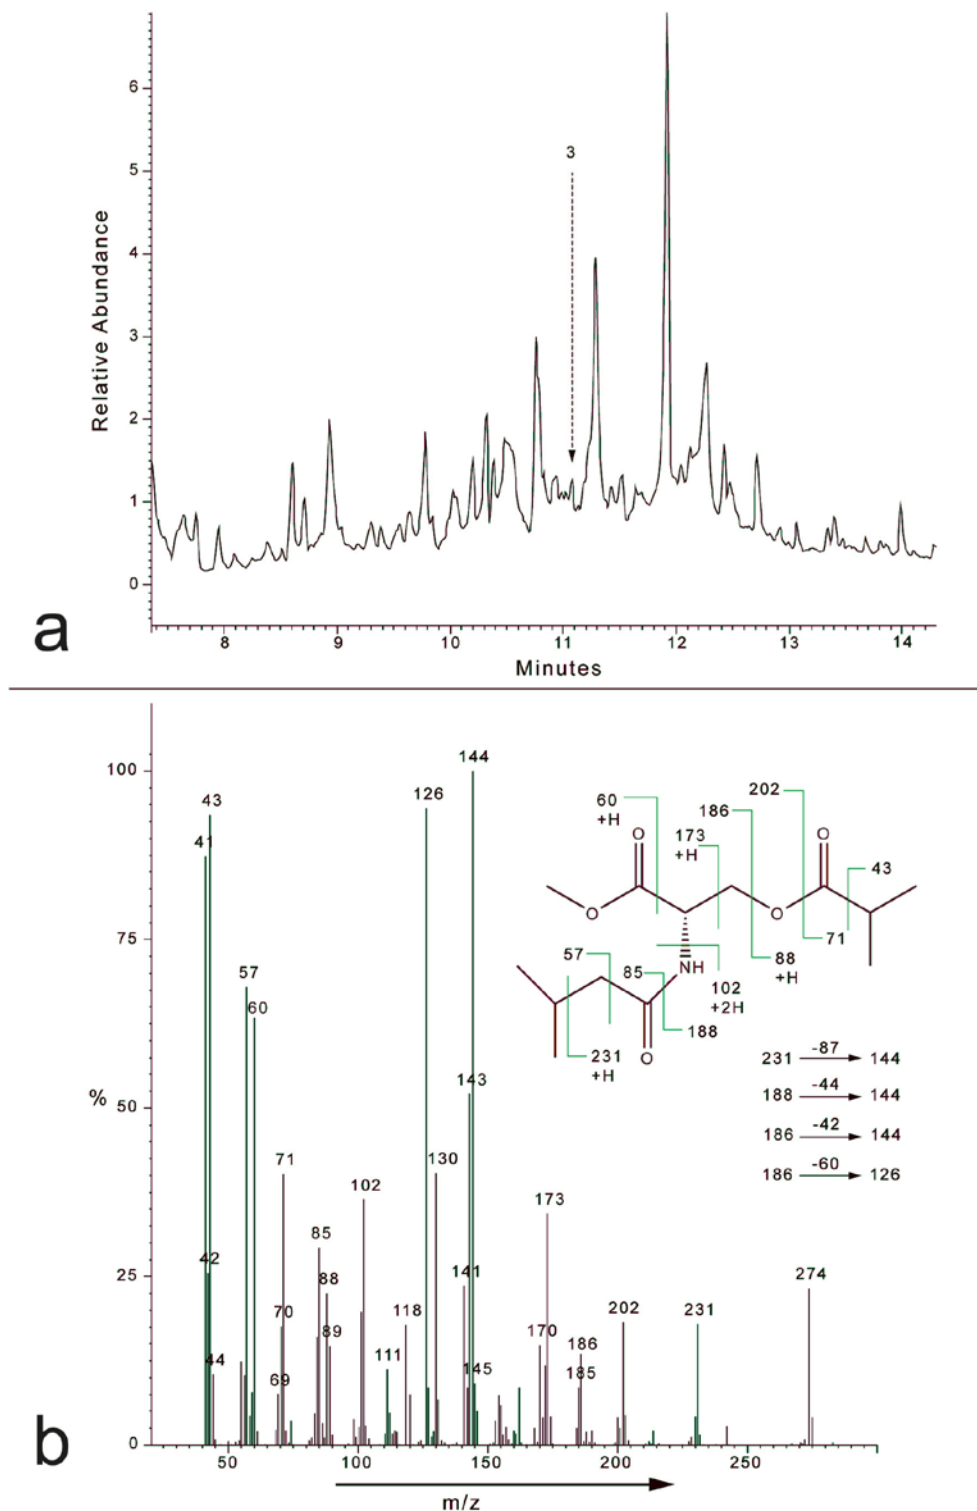 6
5
4
3
2
1
0
Relative Abundance
3
8 9 10 11 12 13 14
Minutes
a
100
75
50
25
0
%
41
43
42
44
57
60
71
70
69
85
88
89
102
118
111
126
130
144
143
141
145
173
170
186
185
202
231
274
50 100 150 200 250
m/z
b
60
+H
173
+H
186
202
43
O
O
O
O
71
88
+H
57
85
NH
102
+2H
188
O
231
+H
231 -87 144
188 -44 144
186 -42 144
186 -60 126